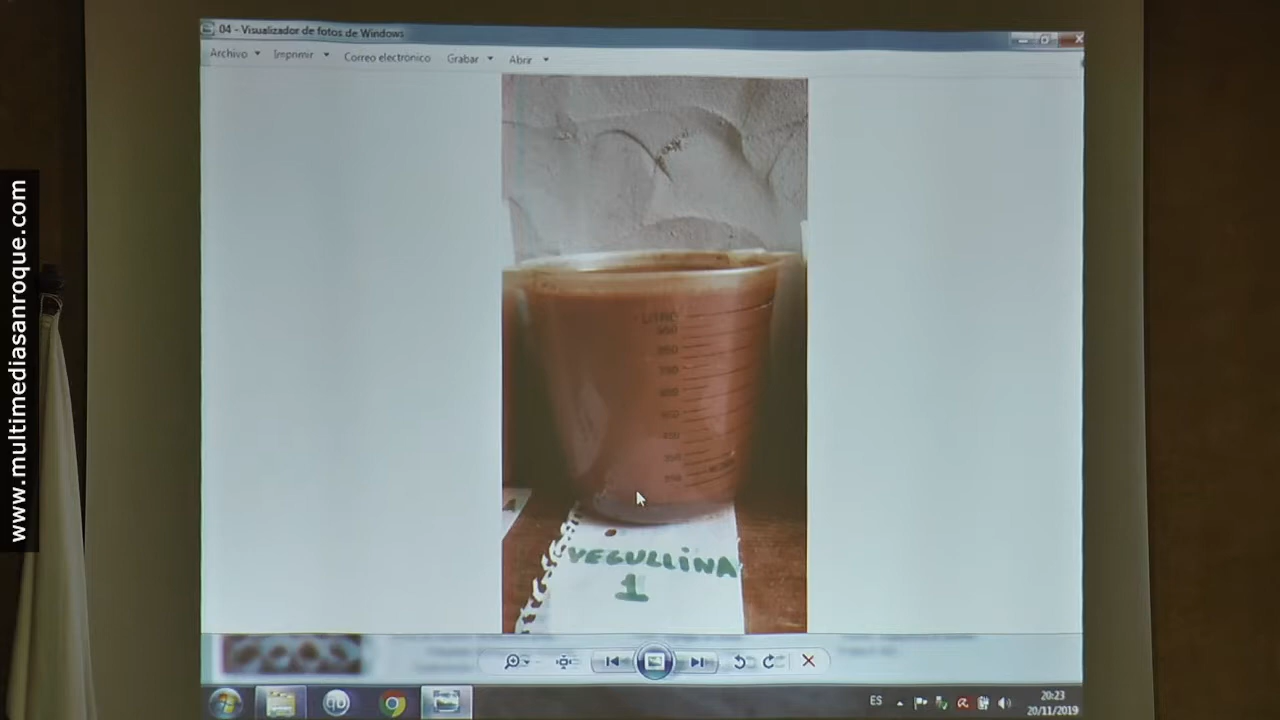 04 - Visualizador de fotos de Windows
Archivo
Imprimir
Correo electrónico
Grabar
Abrir
www.multimediasanroque.com
LITRO
VEGULLINA
1
ES
20:23
20/11/2019